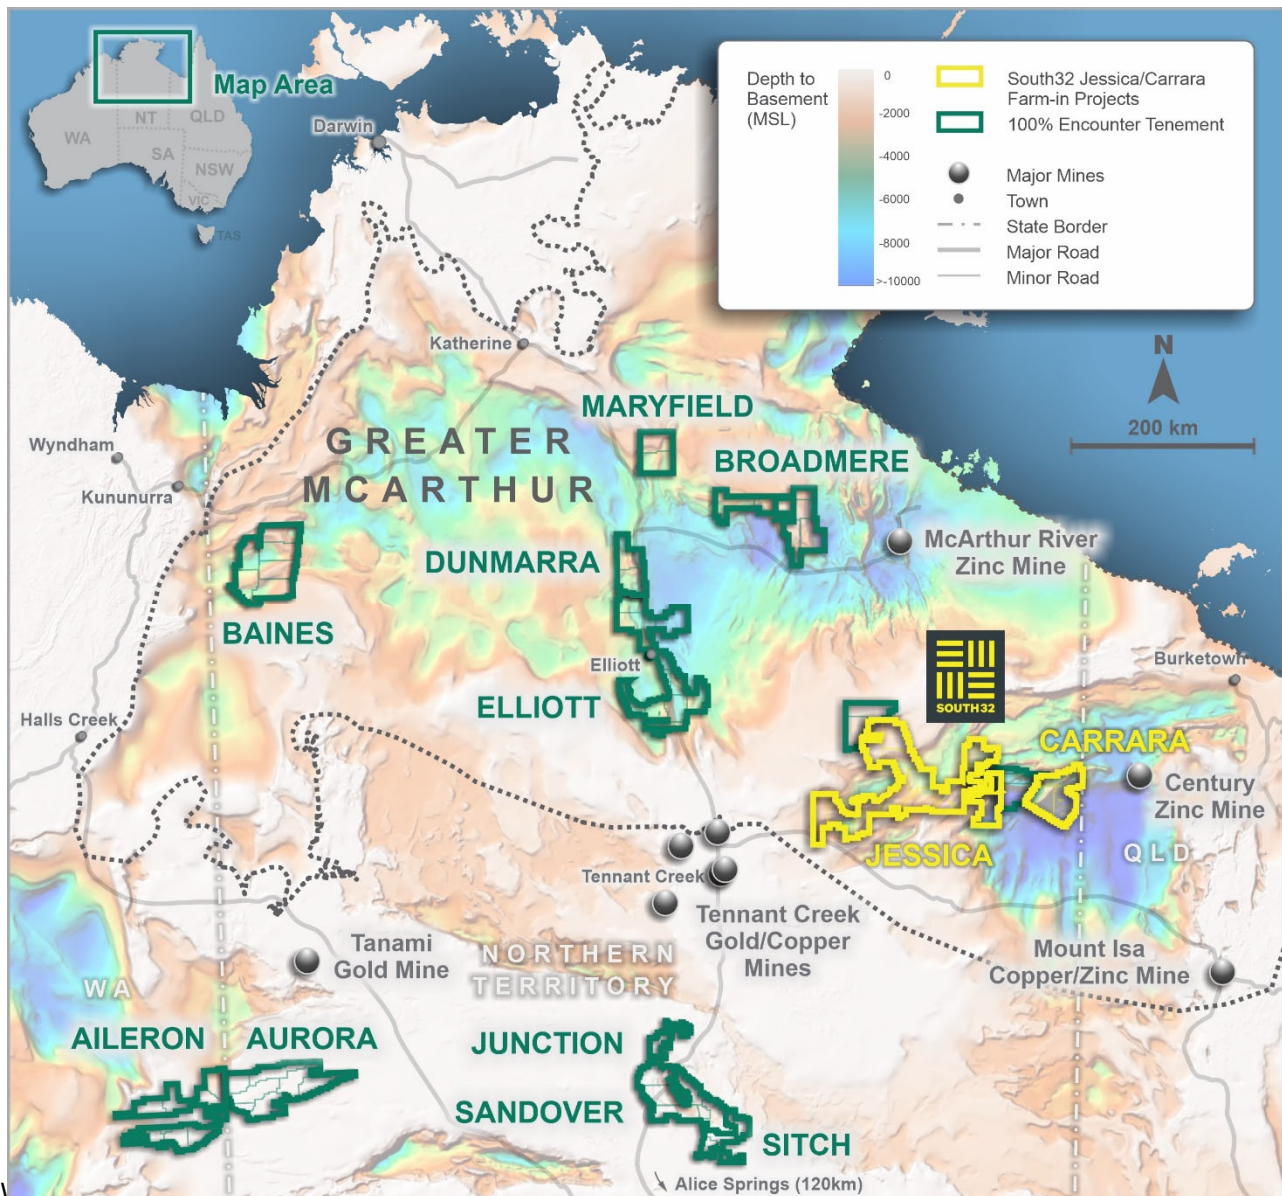 Map Area
WA
NT
QLD
SA
NSW
VIC
TAS
Darwin
Depth to
Basement
(MSL)
0
-2000
-4000
-6000
-8000
>-10000
South32 Jessica/Carrara
Farm-in Projects
100% Encounter Tenement
Major Mines
Town
State Border
Major Road
Minor Road
N
200 km
Katherine
MARYFIELD
GREATER
MCARTHUR
BROADMERE
Wyndham
Kununurra
DUNMARRA
McArthur River
Zinc Mine
BAINES
Elliott
ELLIOTT
SOUTH32
Burketown
Halls Creek
CARRARA
Century
Zinc Mine
JESSICA
QLD
Tennant Creek
Tennant Creek
Gold/Copper
Mines
Tanami
Gold Mine
NORTHERN
TERRITORY
Mount Isa
Copper/Zinc Mine
WA
AILERON
AURORA
JUNCTION
SANDOVER
SITCH
Alice Springs (120km)